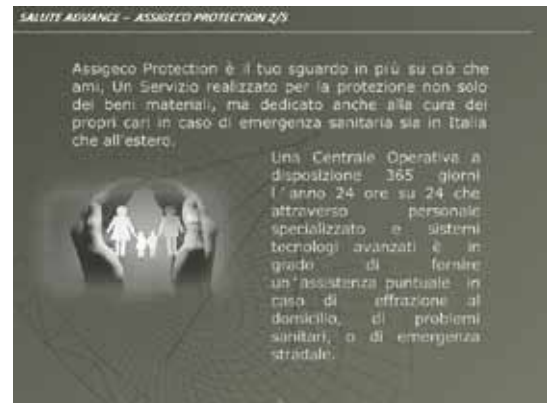 SALUTE ADVANCE – ASSIGECO PROTECTION 2/5
Assigeco Protection è il tuo sguardo in più su ciò che
ami, Un Servizio realizzato per la protezione non solo
dei beni materiali, ma dedicato anche alla cura dei
propri cari in caso di emergenza sanitaria sia in Italia
che all'estero.
Una Centrale Operativa a
disposizione 365 giorni
l'anno 24 ore su 24 che
attraverso personale
specializzato e sistemi
tecnologi avanzati è in
grado di fornire
un'assistenza puntuale in
caso di effrazione al
domicilio, di problemi
sanitari, o di emergenza
stradale.